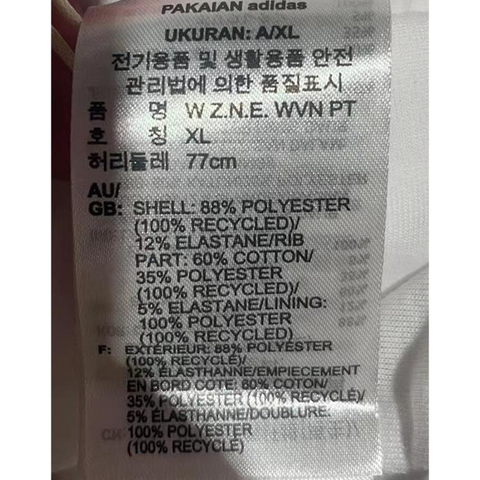 PAKAIAN adidas
UKURAN: A/XL
전기용품 및 생활용품 안전
관리법에 의한 품질표시
품 명 W Z.N.E. WVN PT
호 칭 XL
허리둘레 77cm
AU/
GB: SHELL: 88% POLYESTER
(100% RECYCLED)/
12% ELASTANE/RIB
PART: 60% COTTON/
35% POLYESTER
(100% RECYCLED)/
5% ELASTANE/LINING:
100% POLYESTER
(100% RECYCLED)
F: EXTÉRIEUR: 88% POLYESTER
(100% RECYCLÉ)/
12% ÉLASTHANNE/EMPIECEMENT
EN BORD COTE: 60% COTON/
35% POLYESTER (100% RECYCLÉ)/
5% ÉLASTHANNE/DOUBLURE:
100% POLYESTER
(100% RECYCLÉ)